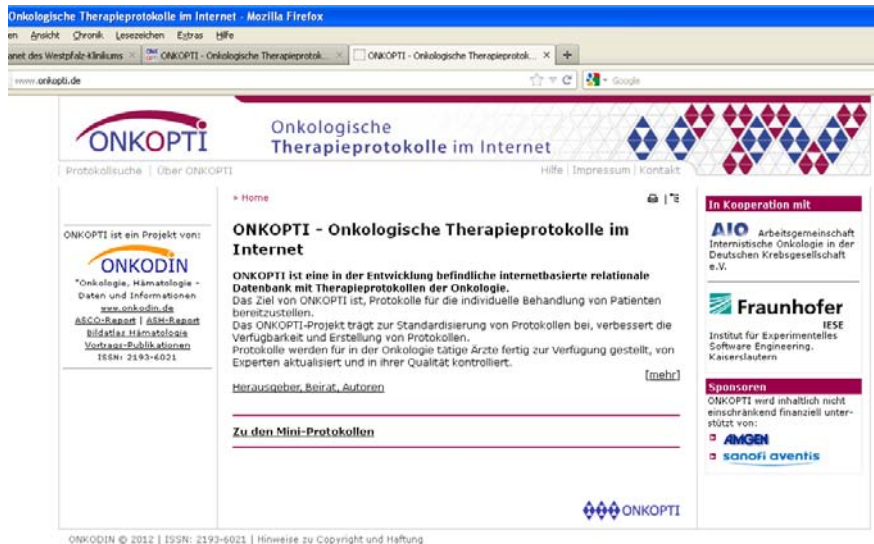 Onkologische Therapieprotokolle im Internet - Mozilla Firefox
en Ansicht Chronik Lesezeichen Extras Hilfe
anet des Westpfalz-Klinikums
ONKOPTI - Onkologische Therapieprotok...
ONKOPTI - Onkologische Therapieprotok...
www.onkopti.de
Google
ONKOPTI
Onkologische
Therapieprotokolle im Internet
Protokollsuche | Über ONKOPTI
Hilfe | Impressum | Kontakt
ONKOPTI ist ein Projekt von:
ONKODIN
"Onkologie, Hämatologie -
Daten und Informationen
www.onkodin.de
ASCO-Report | ASH-Report
Bildatlas Hämatologie
Vortrags-Publikationen
ISSN: 2193-6021
» Home
ONKOPTI - Onkologische Therapieprotokolle im
Internet
ONKOPTI ist eine in der Entwicklung befindliche internetbasierte relationale
Datenbank mit Therapieprotokollen der Onkologie.
Das Ziel von ONKOPTI ist, Protokolle für die individuelle Behandlung von Patienten
bereitzustellen.
Das ONKOPTI-Projekt trägt zur Standardisierung von Protokollen bei, verbessert die
Verfügbarkeit und Erstellung von Protokollen.
Protokolle werden für in der Onkologie tätige Ärzte fertig zur Verfügung gestellt, von
Experten aktualisiert und in ihrer Qualität kontrolliert.
[mehr]
Herausgeber, Beirat, Autoren
Zu den Mini-Protokollen
ONKOPTI
In Kooperation mit
AIO Arbeitsgemeinschaft
Internistische Onkologie in der
Deutschen Krebsgesellschaft
e.V.
Fraunhofer
IESE
Institut für Experimentelles
Software Engineering,
Kaiserslautern
Sponsoren
ONKOPTI wird inhaltlich nicht
einschränkend finanziell unter-
stützt von:
AMGEN
sanofi aventis
ONKODIN © 2012 | ISSN: 2193-6021 | Hinweise zu Copyright und Haftung